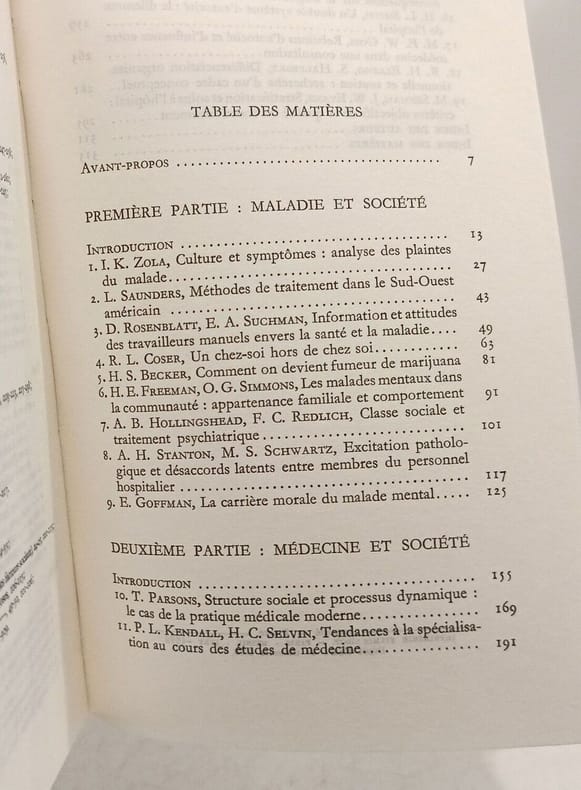 TABLE DES MATIÈRES
AVANT-PROPOS ........ 7
PREMIÈRE PARTIE : MALADIE ET SOCIÉTÉ
INTRODUCTION ........ 13
1. I. K. ZOLA, Culture et symptômes : analyse des plaintes
du malade ........ 27
2. L. SAUNDERS, Méthodes de traitement dans le Sud-Ouest
américain ........ 43
3. D. ROSENBLATT, E. A. SUCHMAN, Information et attitudes
des travailleurs manuels envers la santé et la maladie .... 49
4. R. L. COSER, Un chez-soi hors de chez soi ........ 63
5. H. S. BECKER, Comment on devient fumeur de marijuana 81
6. H. E. FREEMAN, O. G. SIMMONS, Les malades mentaux dans
la communauté : appartenance familiale et comportement 91
7. A. B. HOLLINGSHEAD, F. C. REDLICH, Classe sociale et
traitement psychiatrique ........ 101
8. A. H. STANTON, M. S. SCHWARTZ, Excitation patholo-
gique et désaccords latents entre membres du personnel
hospitalier ........ 117
9. E. GOFFMAN, La carrière morale du malade mental ..... 125
DEUXIÈME PARTIE : MÉDECINE ET SOCIÉTÉ
INTRODUCTION ........ 155
10. T. PARSONS, Structure sociale et processus dynamique :
le cas de la pratique médicale moderne ........ 169
11. P. L. KENDALL, H. C. SELVIN, Tendances à la spécialisa-
tion au cours des études de médecine ........ 191